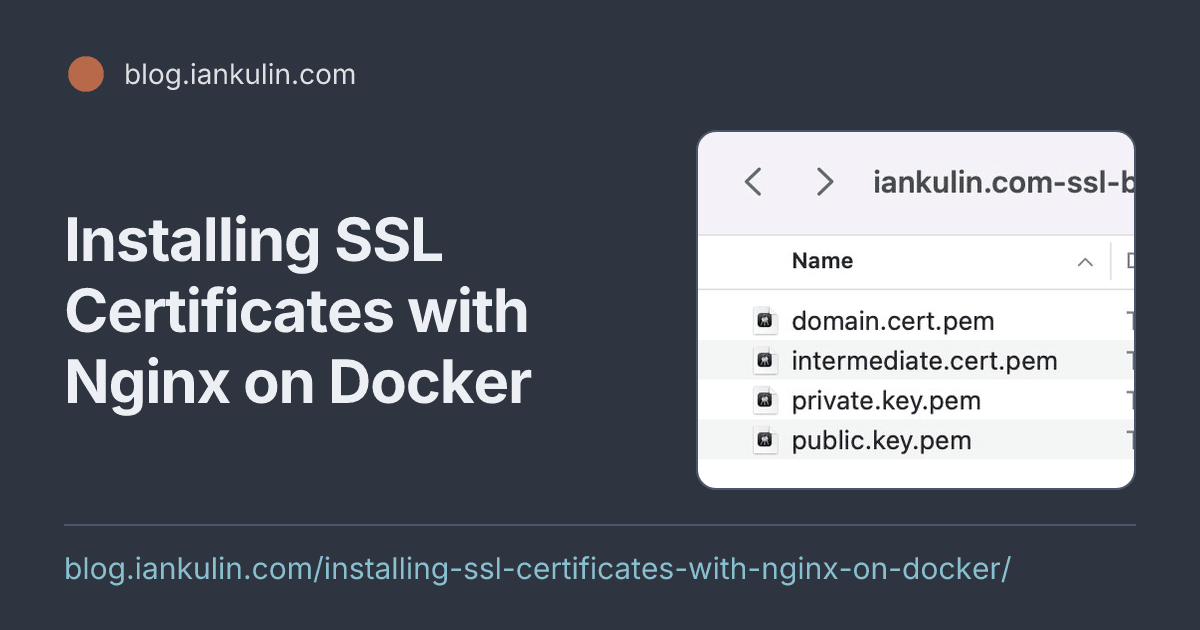 blog.iankulin.com
Installing SSL
Certificates with
Nginx on Docker
iankulin.com-ssl-b
Name
domain.cert.pem
intermediate.cert.pem
private.key.pem
public.key.pem
blog.iankulin.com/installing-ssl-certificates-with-nginx-on-docker/